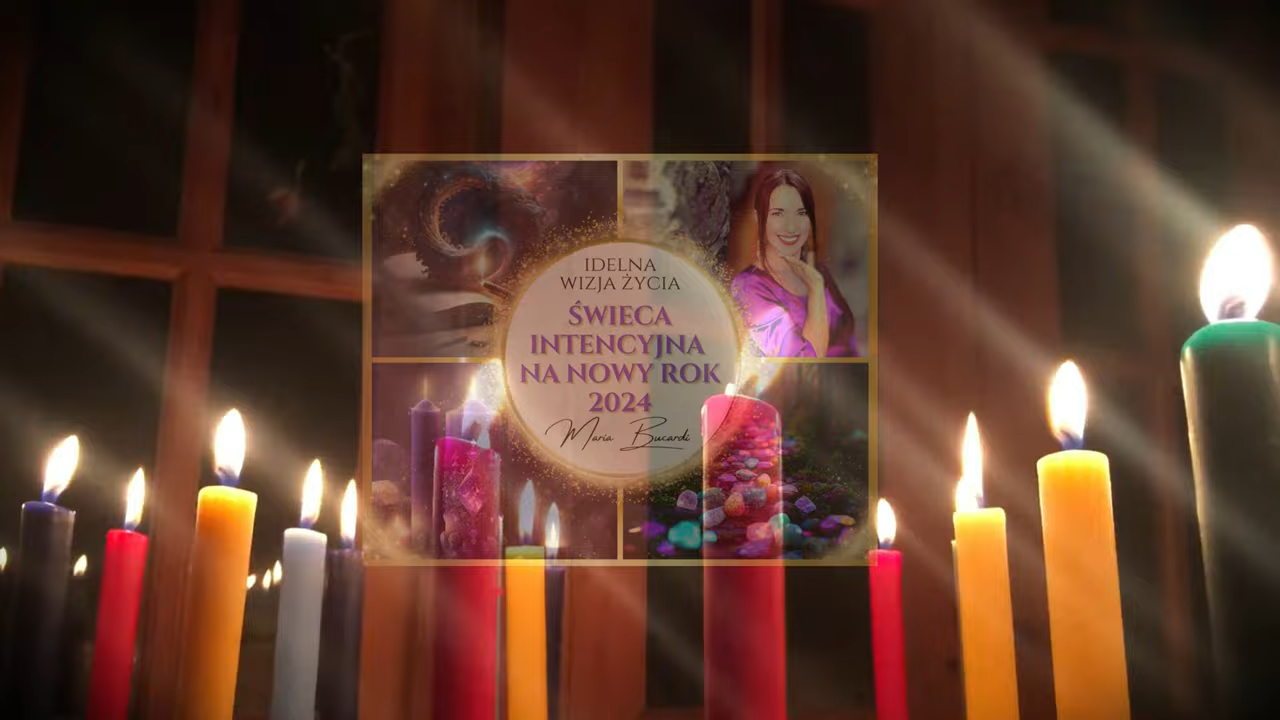 IDELNA
WIZJA ŻYCIA
ŚWIECA
INTENCYJNA
NA NOWY ROK
2024
Maria Bucardi